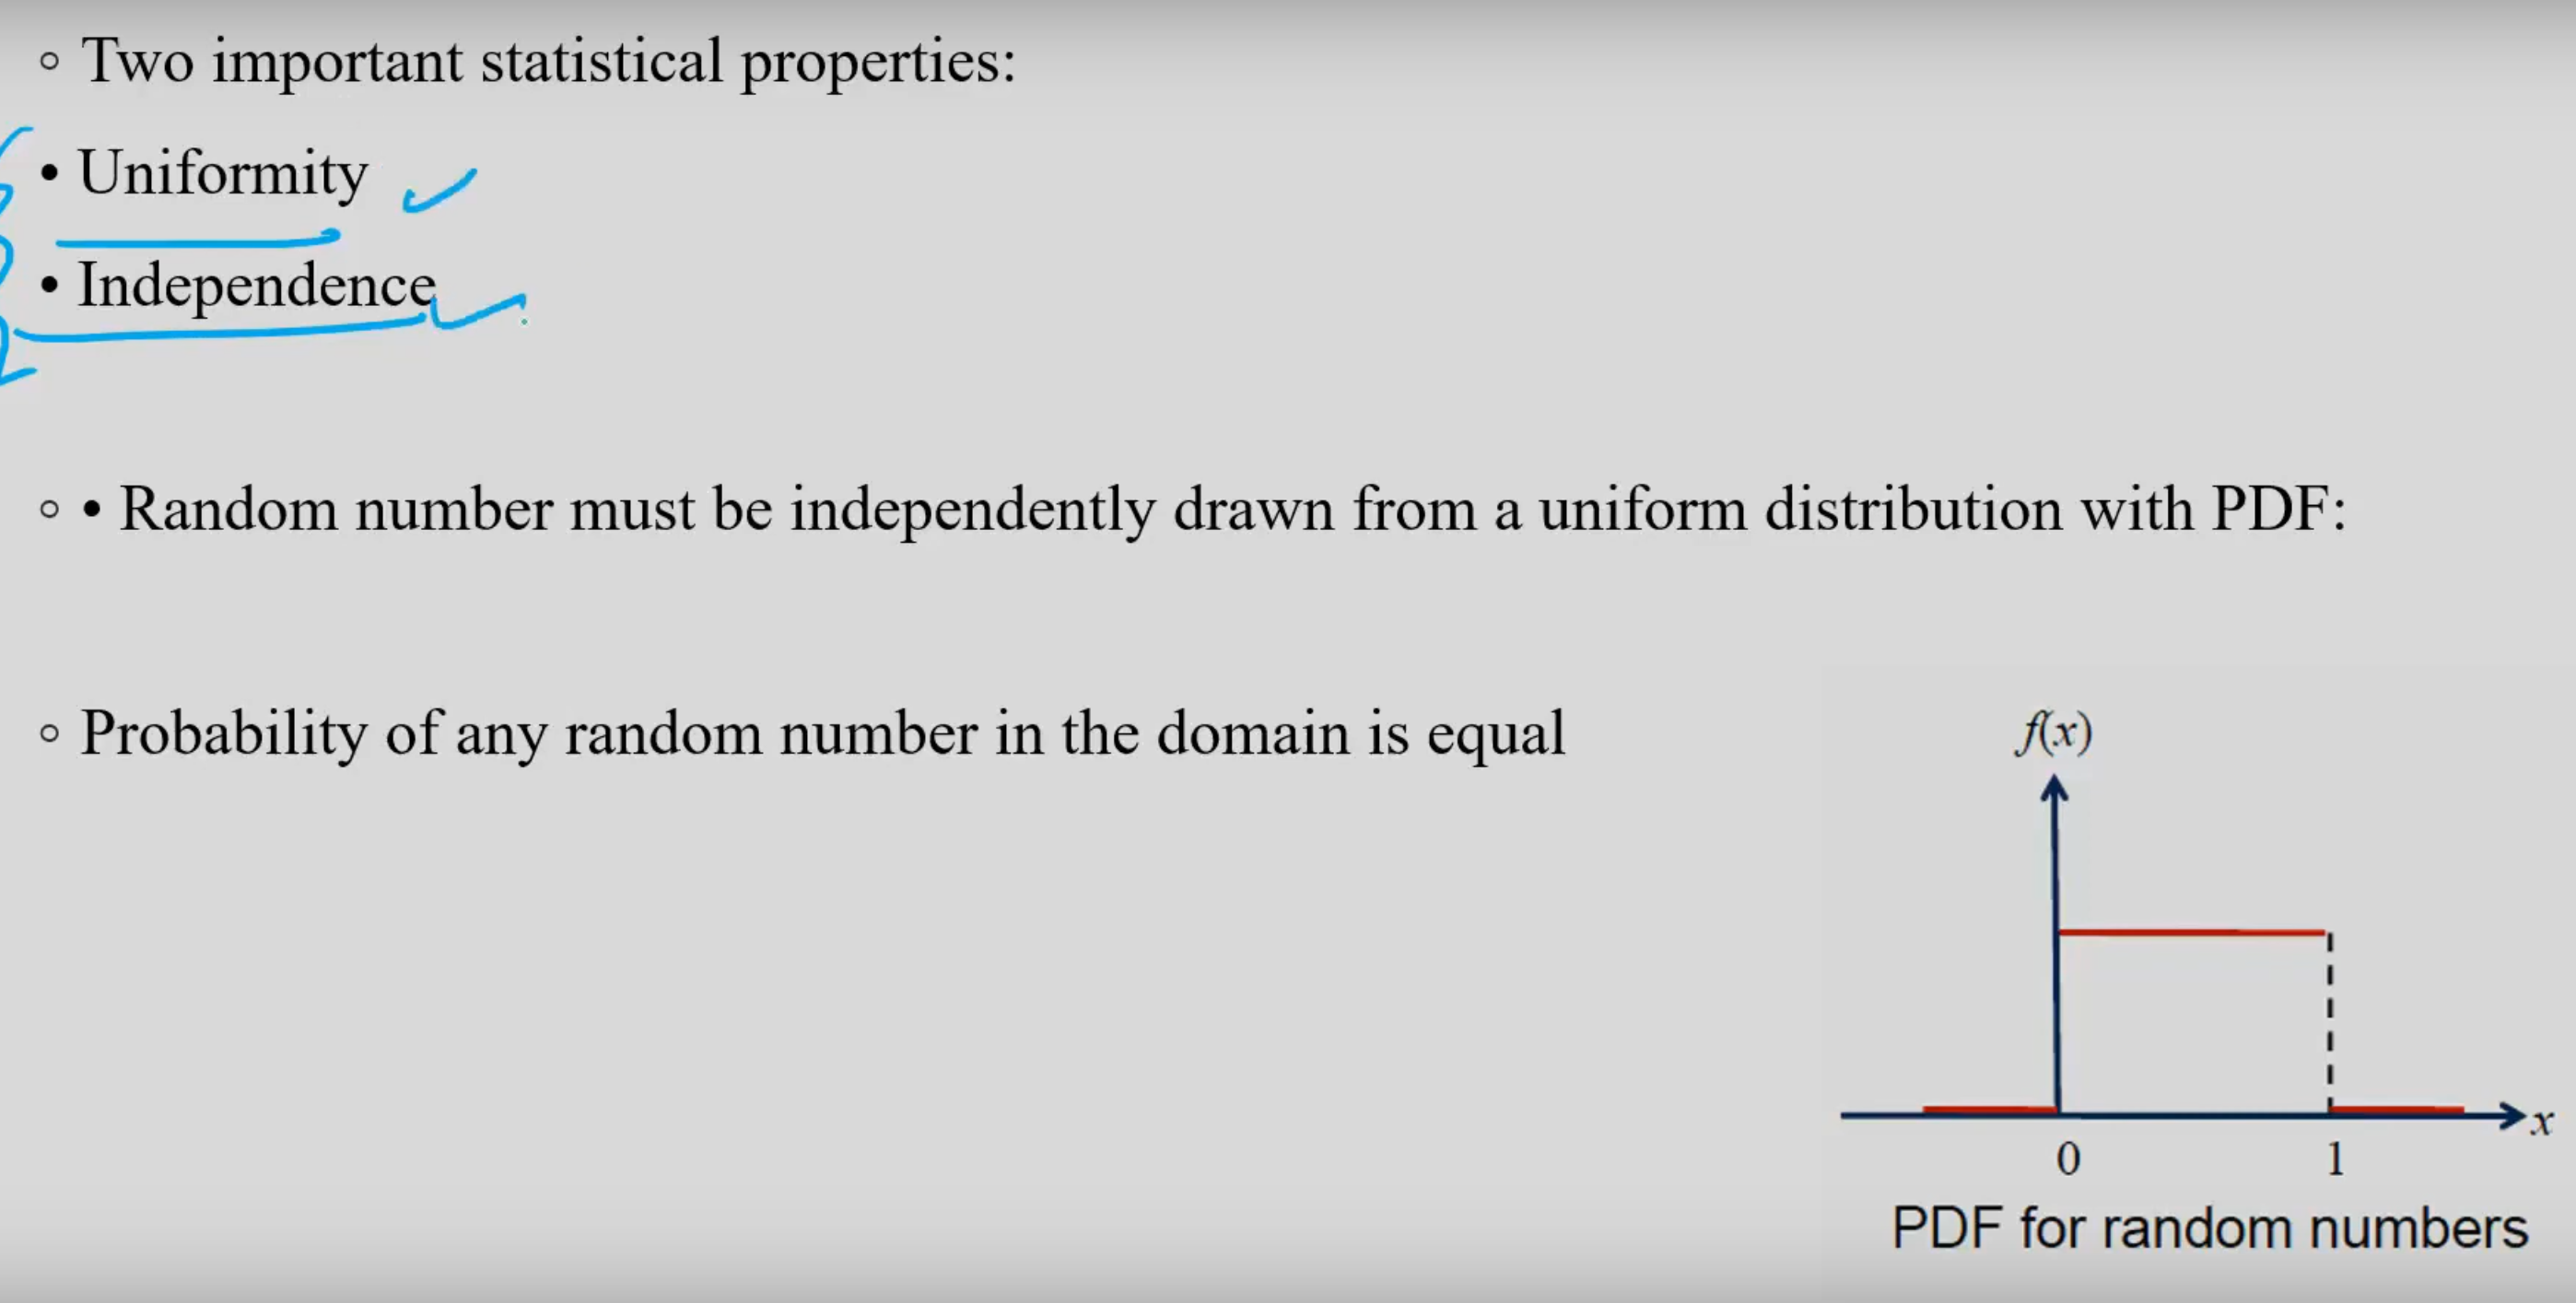 ◦ Two important statistical properties:
• Uniformity
• Independence
◦ • Random number must be independently drawn from a uniform distribution with PDF:
◦ Probability of any random number in the domain is equal
f(x)
x
0 1
PDF for random numbers